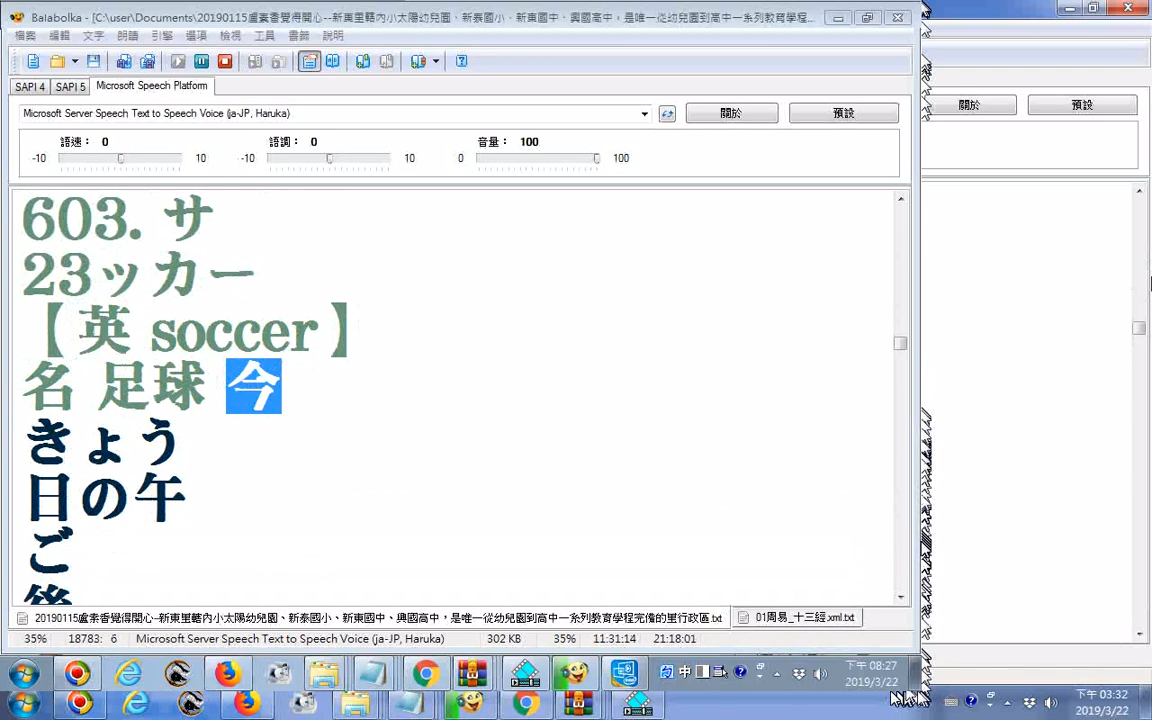 Balabolka - [C:\user\Documents\20190115盧素香覺得開心--新東里轄內小太陽幼兒園、新泰國小、新東國中、興國高中，是唯一從幼兒園到高中一系列教育學程...
檔案 編輯 文字 朗讀 引擎 選項 檢視 工具 書籤 說明
SAPI 4 SAPI 5 Microsoft Speech Platform
Microsoft Server Speech Text to Speech Voice (ja-JP, Haruka) 關於 預設 關於 預設
語速： 0 語調： 0 音量： 100
-10 10 -10 10 0 100
603. サ
23ッカー
【英 soccer】
名 足球 今
きょう
日の午
ご
後
20190115盧素香覺得開心--新東里轄內小太陽幼兒園、新泰國小、新東國中、興國高中，是唯一從幼兒園到高中一系列教育學程完備的里行政區.txt 01周易_十三經.xml.txt
35% 18783: 6 Microsoft Server Speech Text to Speech Voice (ja-JP, Haruka) 302 KB 35% 11:31:14 21:18:01
中 下午 08:27
2019/3/22
下午 03:32
2019/3/22